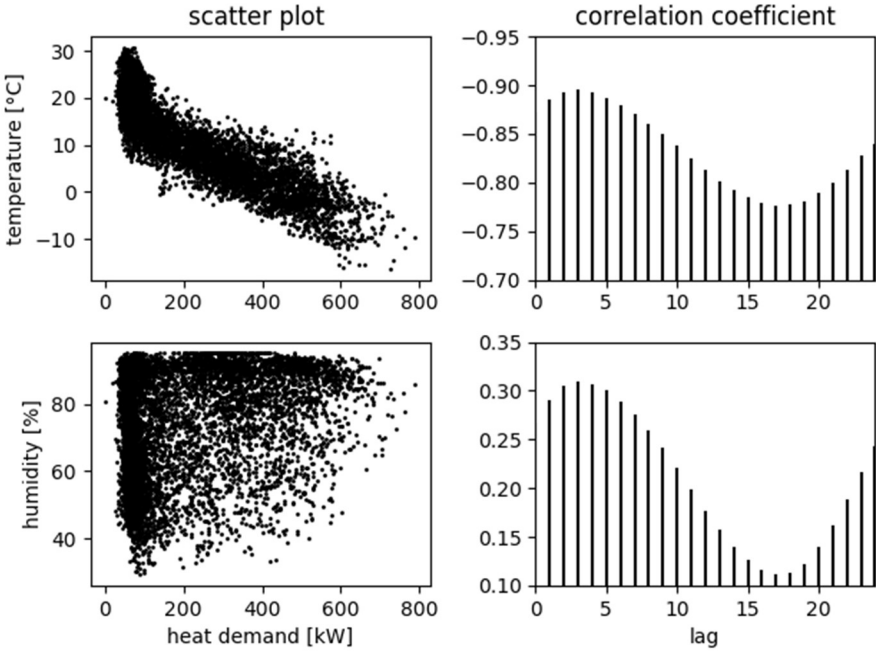 scatter plot
correlation coefficient
temperature [°C]
30
20
10
0
−10
0 200 400 600 800
−0.95
−0.90
−0.85
−0.80
−0.75
−0.70
0 5 10 15 20
humidity [%]
80
60
40
0 200 400 600 800
heat demand [kW]
0.35
0.30
0.25
0.20
0.15
0.10
0 5 10 15 20
lag